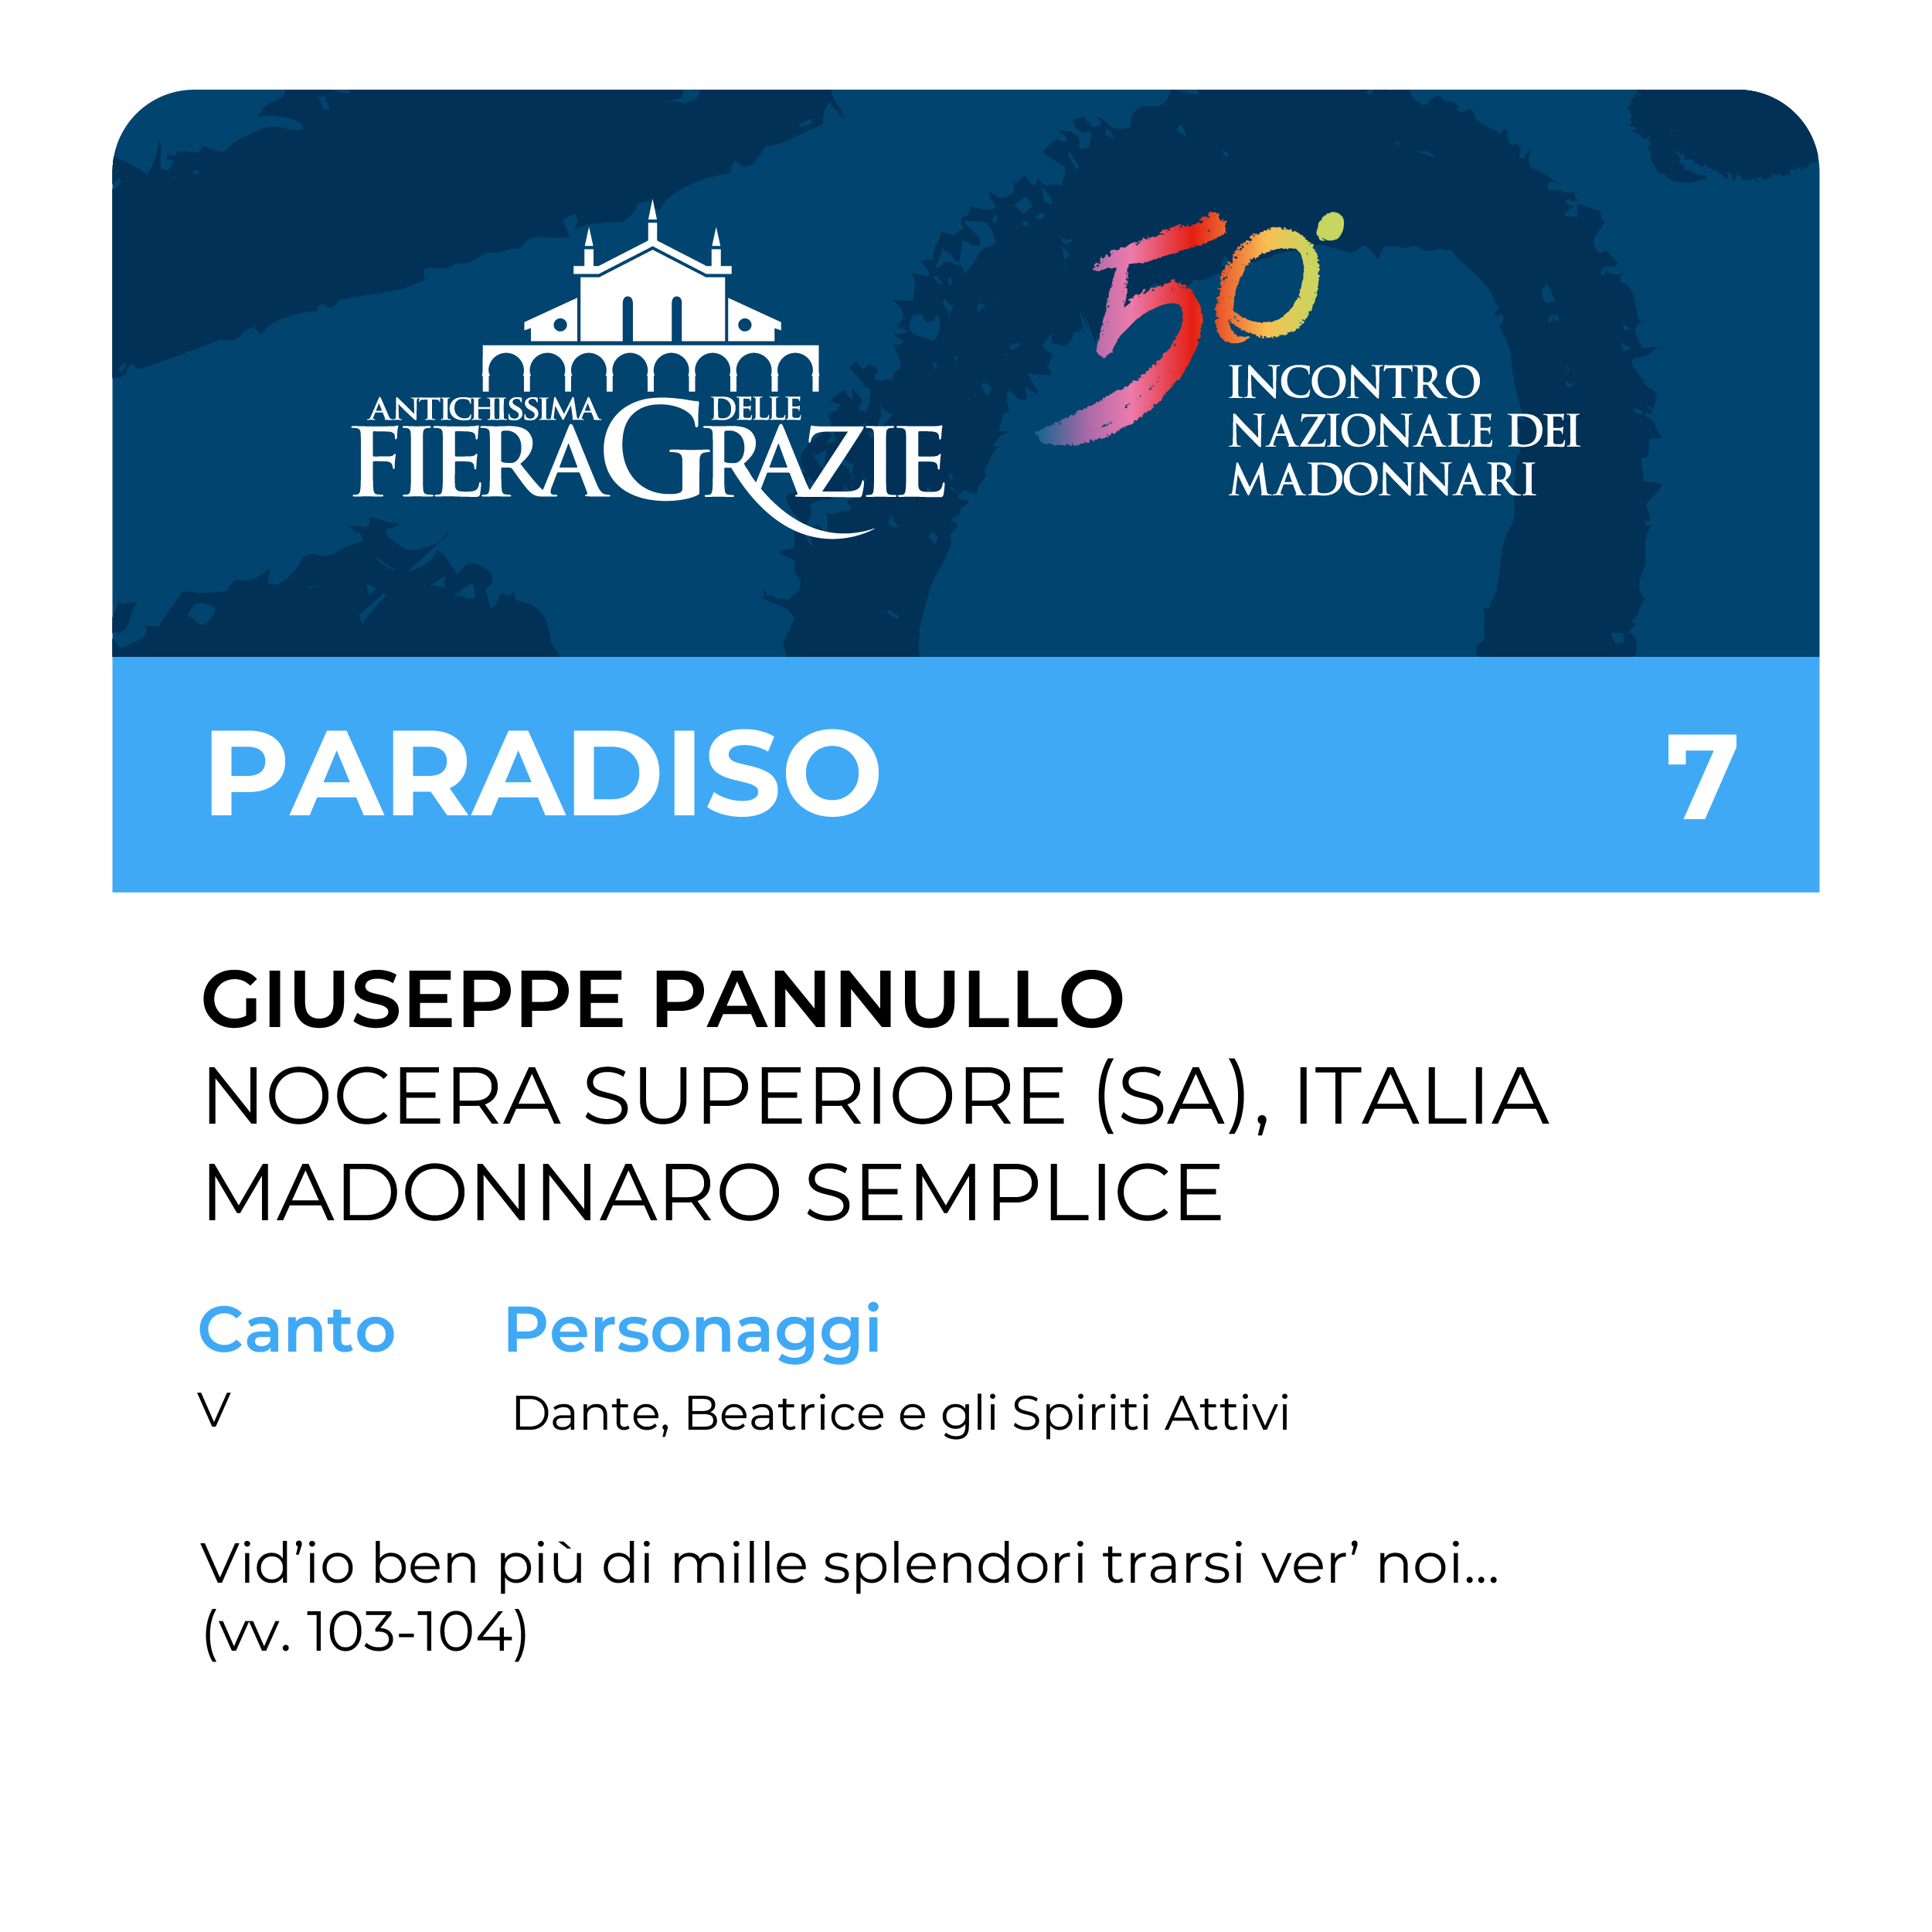 ANTICHISSIMA
FIERA DELLE GRAZIE
50°
INCONTRO
NAZIONALE DEI
MADONNARI
PARADISO 7
GIUSEPPE PANNULLO
NOCERA SUPERIORE (SA), ITALIA
MADONNARO SEMPLICE
Canto Personaggi
V Dante, Beatrice e gli Spiriti Attivi
Vid’io ben più di mille splendori trarsi ver’ noi...
(vv. 103-104)